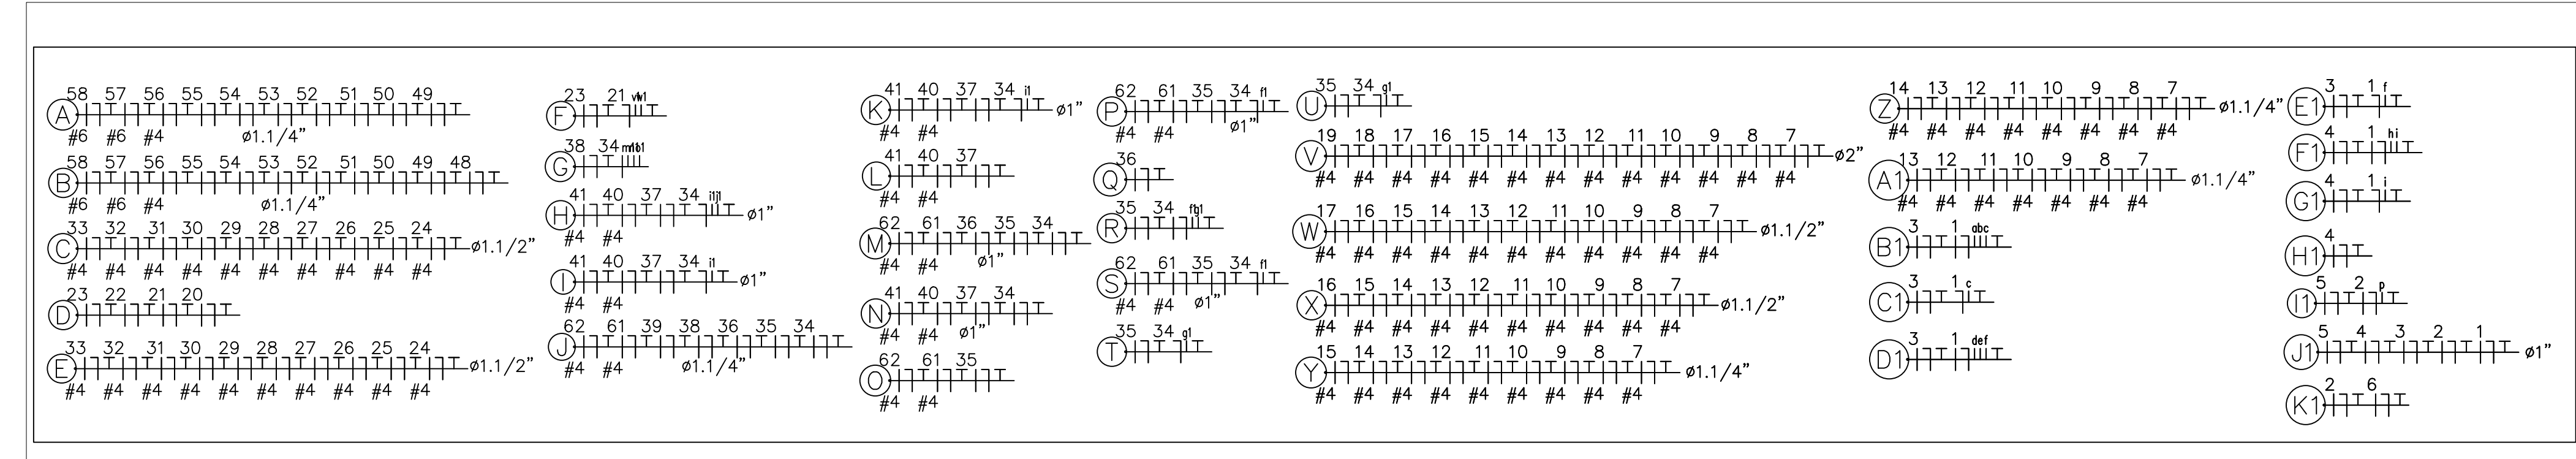 A 58 57 56 55 54 53 52 51 50 49
#6 #6 #4 ø1.1/4"
B 58 57 56 55 54 53 52 51 50 49 48
#6 #6 #4 ø1.1/4"
C 33 32 31 30 29 28 27 26 25 24 ø1.1/2"
#4 #4 #4 #4 #4 #4 #4 #4 #4 #4
D 23 22 21 20
E 33 32 31 30 29 28 27 26 25 24 ø1.1/2"
#4 #4 #4 #4 #4 #4 #4 #4 #4 #4
F 23 21
G 38 34
H 41 40 37 34 i1j1 ø1"
#4 #4
I 41 40 37 34 i1 ø1"
#4 #4
J 62 61 39 38 36 35 34
#4 #4 ø1.1/4"
K 41 40 37 34 i1 ø1"
#4 #4
L 41 40 37
#4 #4
M 62 61 36 35 34
#4 #4 ø1"
N 41 40 37 34
#4 #4 ø1"
O 62 61 35
#4 #4
P 62 61 35 34 f1
#4 #4 ø1"
Q 36
R 35 34
S 62 61 35 34 f1
#4 #4 ø1"
T 35 34 g1
U 35 34 g1
V 19 18 17 16 15 14 13 12 11 10 9 8 7 ø2"
#4 #4 #4 #4 #4 #4 #4 #4 #4 #4 #4 #4 #4
W 17 16 15 14 13 12 11 10 9 8 7 ø1.1/2"
#4 #4 #4 #4 #4 #4 #4 #4 #4 #4 #4
X 16 15 14 13 12 11 10 9 8 7 ø1.1/2"
#4 #4 #4 #4 #4 #4 #4 #4 #4 #4
Y 15 14 13 12 11 10 9 8 7 ø1.1/4"
#4 #4 #4 #4 #4 #4 #4 #4 #4
Z 14 13 12 11 10 9 8 7 ø1.1/4"
#4 #4 #4 #4 #4 #4 #4 #4
A1 13 12 11 10 9 8 7 ø1.1/4"
#4 #4 #4 #4 #4 #4 #4
B1 3 1 abc
C1 3 1 c
D1 3 1 def
E1 3 1 f
F1 4 1 hi
G1 4 1 i
H1 4
I1 5 2 p
J1 5 4 3 2 1 ø1"
K1 2 6